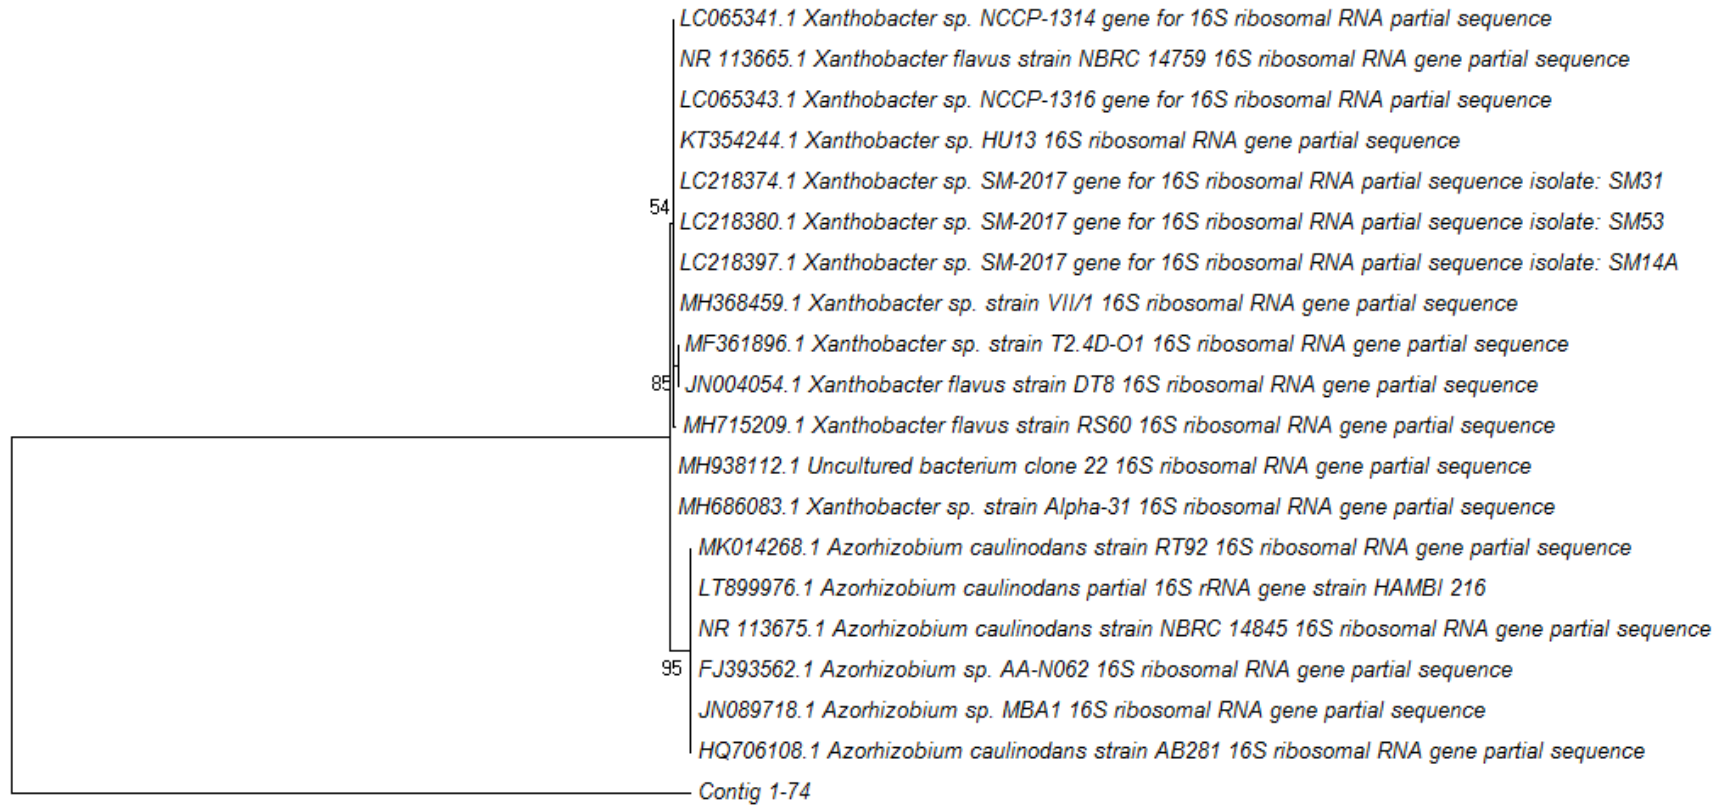 LC065341.1 Xanthobacter sp. NCCP-1314 gene for 16S ribosomal RNA partial sequence
NR 113665.1 Xanthobacter flavus strain NBRC 14759 16S ribosomal RNA gene partial sequence
LC065343.1 Xanthobacter sp. NCCP-1316 gene for 16S ribosomal RNA partial sequence
KT354244.1 Xanthobacter sp. HU13 16S ribosomal RNA gene partial sequence
LC218374.1 Xanthobacter sp. SM-2017 gene for 16S ribosomal RNA partial sequence isolate: SM31
54
LC218380.1 Xanthobacter sp. SM-2017 gene for 16S ribosomal RNA partial sequence isolate: SM53
LC218397.1 Xanthobacter sp. SM-2017 gene for 16S ribosomal RNA partial sequence isolate: SM14A
MH368459.1 Xanthobacter sp. strain VII/1 16S ribosomal RNA gene partial sequence
MF361896.1 Xanthobacter sp. strain T2.4D-O1 16S ribosomal RNA gene partial sequence
85
JN004054.1 Xanthobacter flavus strain DT8 16S ribosomal RNA gene partial sequence
MH715209.1 Xanthobacter flavus strain RS60 16S ribosomal RNA gene partial sequence
MH938112.1 Uncultured bacterium clone 22 16S ribosomal RNA gene partial sequence
MH686083.1 Xanthobacter sp. strain Alpha-31 16S ribosomal RNA gene partial sequence
MK014268.1 Azorhizobium caulinodans strain RT92 16S ribosomal RNA gene partial sequence
LT899976.1 Azorhizobium caulinodans partial 16S rRNA gene strain HAMBI 216
NR 113675.1 Azorhizobium caulinodans strain NBRC 14845 16S ribosomal RNA gene partial sequence
95
FJ393562.1 Azorhizobium sp. AA-N062 16S ribosomal RNA gene partial sequence
JN089718.1 Azorhizobium sp. MBA1 16S ribosomal RNA gene partial sequence
HQ706108.1 Azorhizobium caulinodans strain AB281 16S ribosomal RNA gene partial sequence
Contig 1-74